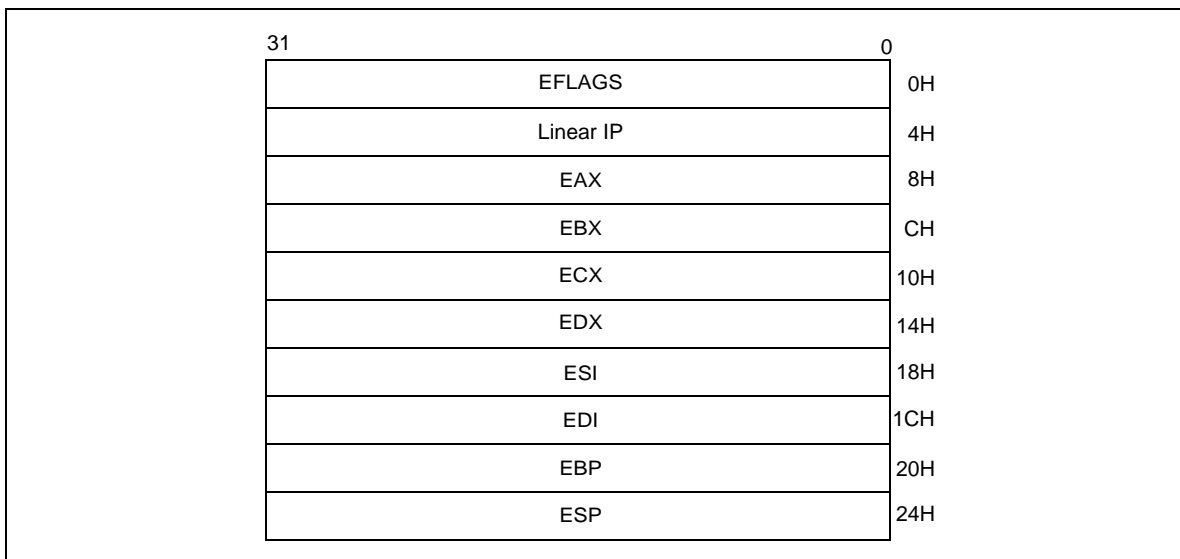 31 0
EFLAGS 0H
Linear IP 4H
EAX 8H
EBX CH
ECX 10H
EDX 14H
ESI 18H
EDI 1CH
EBP 20H
ESP 24H